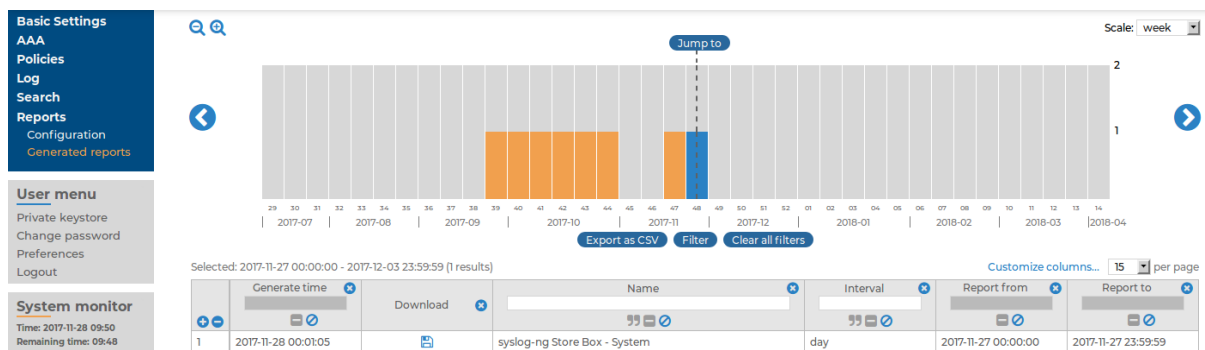 Basic Settings
AAA
Policies
Log
Search
Reports
Configuration
Generated reports
User menu
Private keystore
Change password
Preferences
Logout
System monitor
Time: 2017-11-28 09:50
Remaining time: 09:48
Scale: week
Jump to
2
1
29 30 31 32 33 34 35 36 37 38 39 40 41 42 43 44 45 46 47 48 49 50 51 52 01 02 03 04 05 06 07 08 09 10 11 12 13 14
2017-07 2017-08 2017-09 2017-10 2017-11 2017-12 2018-01 2018-02 2018-03 2018-04
Export as CSV Filter Clear all filters
Selected: 2017-11-27 00:00:00 - 2017-12-03 23:59:59 (1 results) Customize columns... 15 per page
Generate time Download Name Interval Report from Report to
1 2017-11-28 00:01:05 syslog-ng Store Box - System day 2017-11-27 00:00:00 2017-11-27 23:59:59